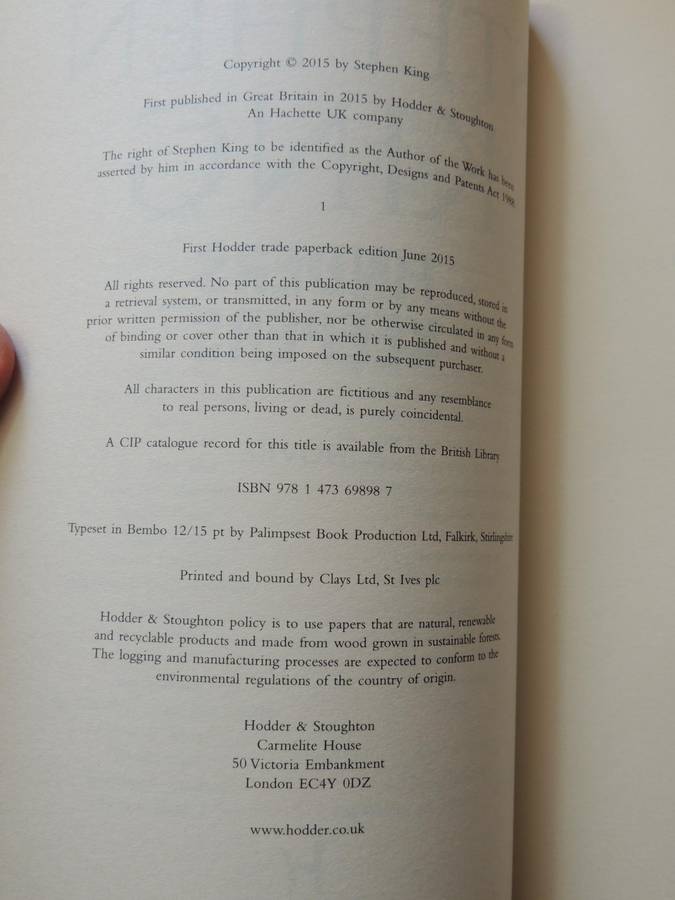 Copyright © 2015 by Stephen King
First published in Great Britain in 2015 by Hodder & Stoughton
An Hachette UK company
The right of Stephen King to be identified as the Author of the Work has been
asserted by him in accordance with the Copyright, Designs and Patents Act 1988.
1
First Hodder trade paperback edition June 2015
All rights reserved. No part of this publication may be reproduced, stored in
a retrieval system, or transmitted, in any form or by any means without the
prior written permission of the publisher, nor be otherwise circulated in any form
of binding or cover other than that in which it is published and without a
similar condition being imposed on the subsequent purchaser.
All characters in this publication are fictitious and any resemblance
to real persons, living or dead, is purely coincidental.
A CIP catalogue record for this title is available from the British Library
ISBN 978 1 473 69898 7
Typeset in Bembo 12/15 pt by Palimpsest Book Production Ltd, Falkirk, Stirlingshire
Printed and bound by Clays Ltd, St Ives plc
Hodder & Stoughton policy is to use papers that are natural, renewable
and recyclable products and made from wood grown in sustainable forests.
The logging and manufacturing processes are expected to conform to the
environmental regulations of the country of origin.
Hodder & Stoughton
Carmelite House
50 Victoria Embankment
London EC4Y 0DZ
www.hodder.co.uk